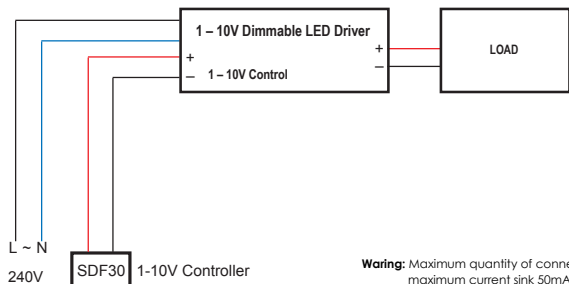 1 – 10V Dimmable LED Driver
+
–
1 – 10V Control
+
–
LOAD
L ~ N
240V
SDF30
1-10V Controller
Waring: Maximum quantity of
maximum current sink 50mA